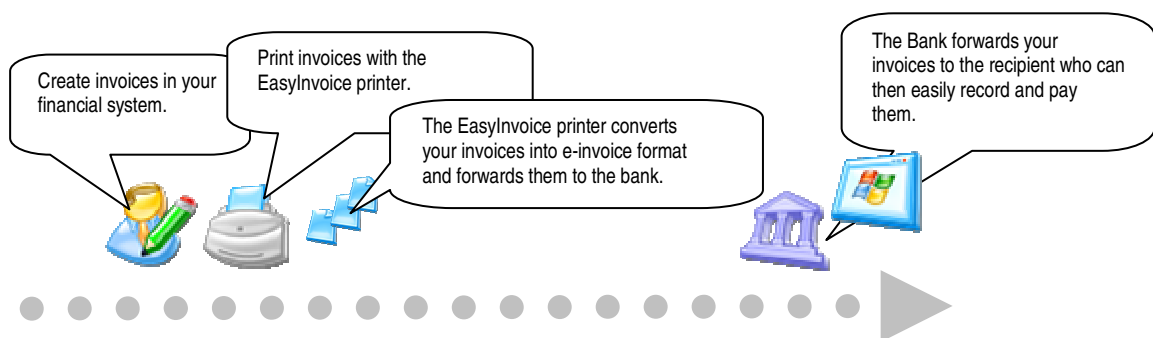 Create invoices in your
financial system.
Print invoices with the
EasyInvoice printer.
The EasyInvoice printer converts
your invoices into e-invoice format
and forwards them to the bank.
The Bank forwards your
invoices to the recipient who can
then easily record and pay
them.